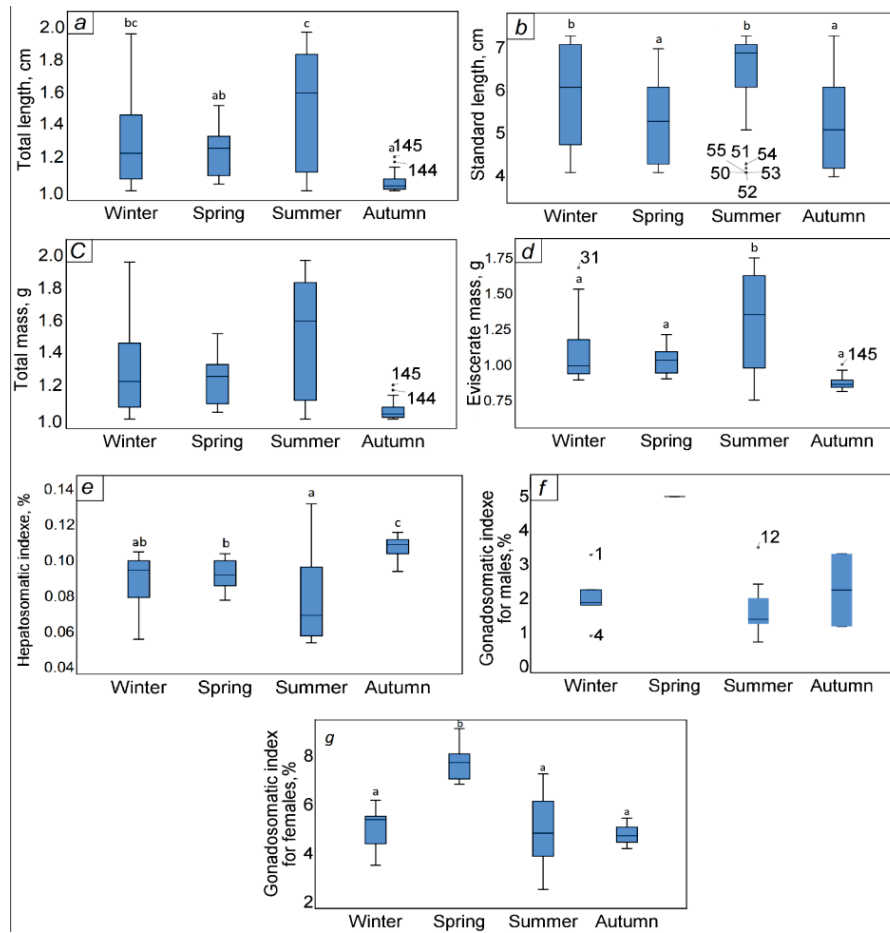 a
Total length, cm
2.0
1.8
1.6
1.4
1.2
1.0
bc
ab
c
a
145
144
Winter Spring Summer Autumn
b
Standard length, cm
7
6
5
4
b
a
b
a
55 51 54
50 53
52
Winter Spring Summer Autumn
C
Total mass, g
2.0
1.8
1.6
1.4
1.2
1.0
145
144
Winter Spring Summer Autumn
d
Eviscerate mass, g
1.75
1.50
1.25
1.00
0.75
31
a
a
b
a
145
Winter Spring Summer Autumn
e
Hepatosomatic indexe, %
0.14
0.12
0.10
0.08
0.06
0.04
ab
b
a
c
Winter Spring Summer Autumn
f
Gonadosomatic indexe
for males,%
5
4
3
2
1
0
1
4
12
Winter Spring Summer Autumn
g
Gonadosomatic index
for females,%
8
6
4
2
a
b
a
a
Winter Spring Summer Autumn